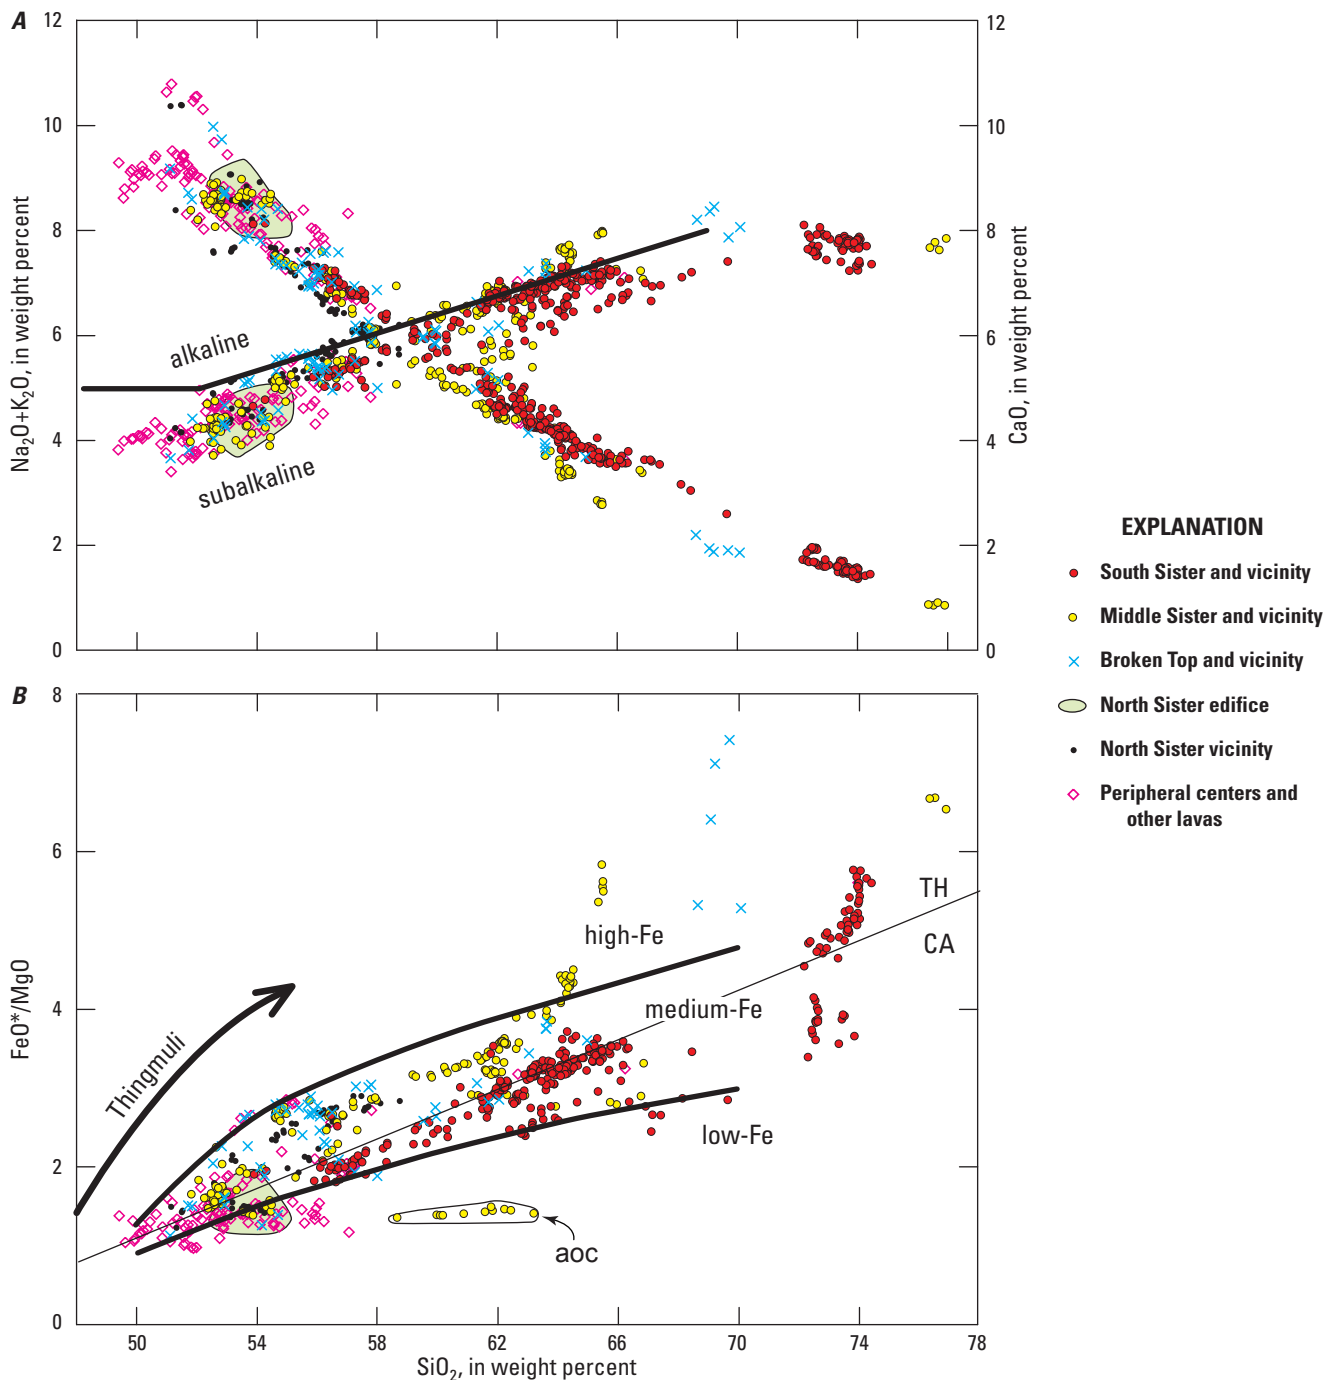 A
12
10
8
6
4
2
0
Na₂O+K₂O, in weight percent
12
10
8
6
4
2
0
CaO, in weight percent
alkaline
subalkaline
B
8
6
4
2
0
FeO*/MgO
Thingmuli
high-Fe
medium-Fe
low-Fe
TH
CA
aoc
50 54 58 62 66 70 74 78
SiO₂, in weight percent
EXPLANATION
South Sister and vicinity
Middle Sister and vicinity
Broken Top and vicinity
North Sister edifice
North Sister vicinity
Peripheral centers and
other lavas